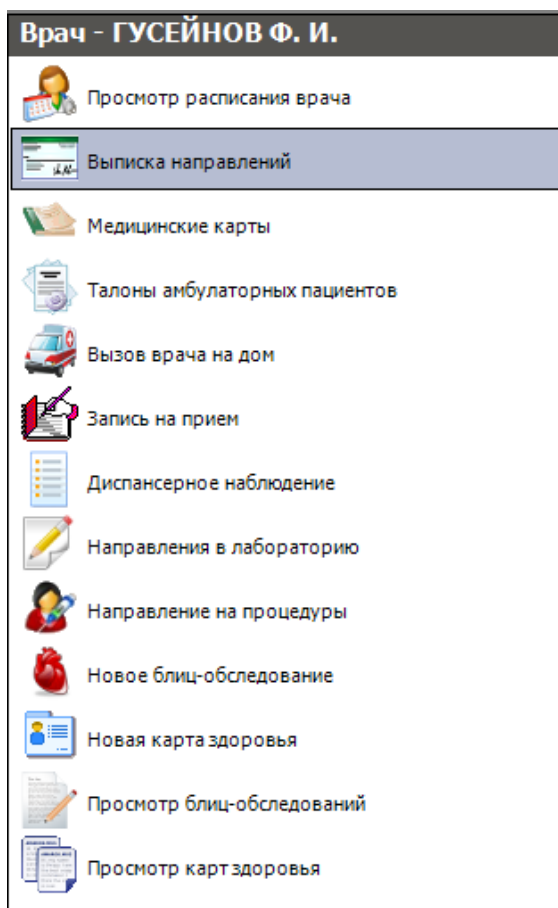 Врач - ГУСЕЙНОВ Ф. И.
Просмотр расписания врача
Выписка направлений
Медицинские карты
Талоны амбулаторных пациентов
Вызов врача на дом
Запись на прием
Диспансерное наблюдение
Направления в лабораторию
Направление на процедуры
Новое блиц-обследование
Новая карта здоровья
Просмотр блиц-обследований
Просмотр карт здоровья